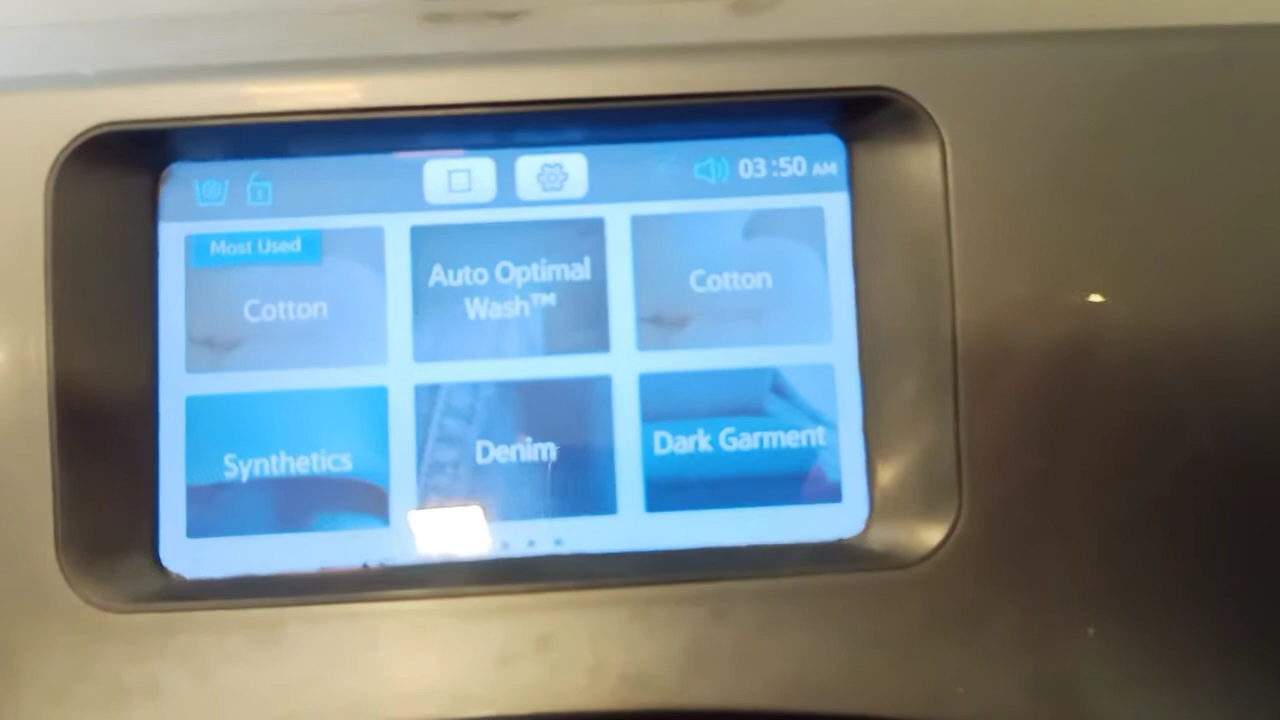 03:50 AM
Most Used
Cotton
Auto Optimal
Wash™
Cotton
Synthetics
Denim
Dark Garment